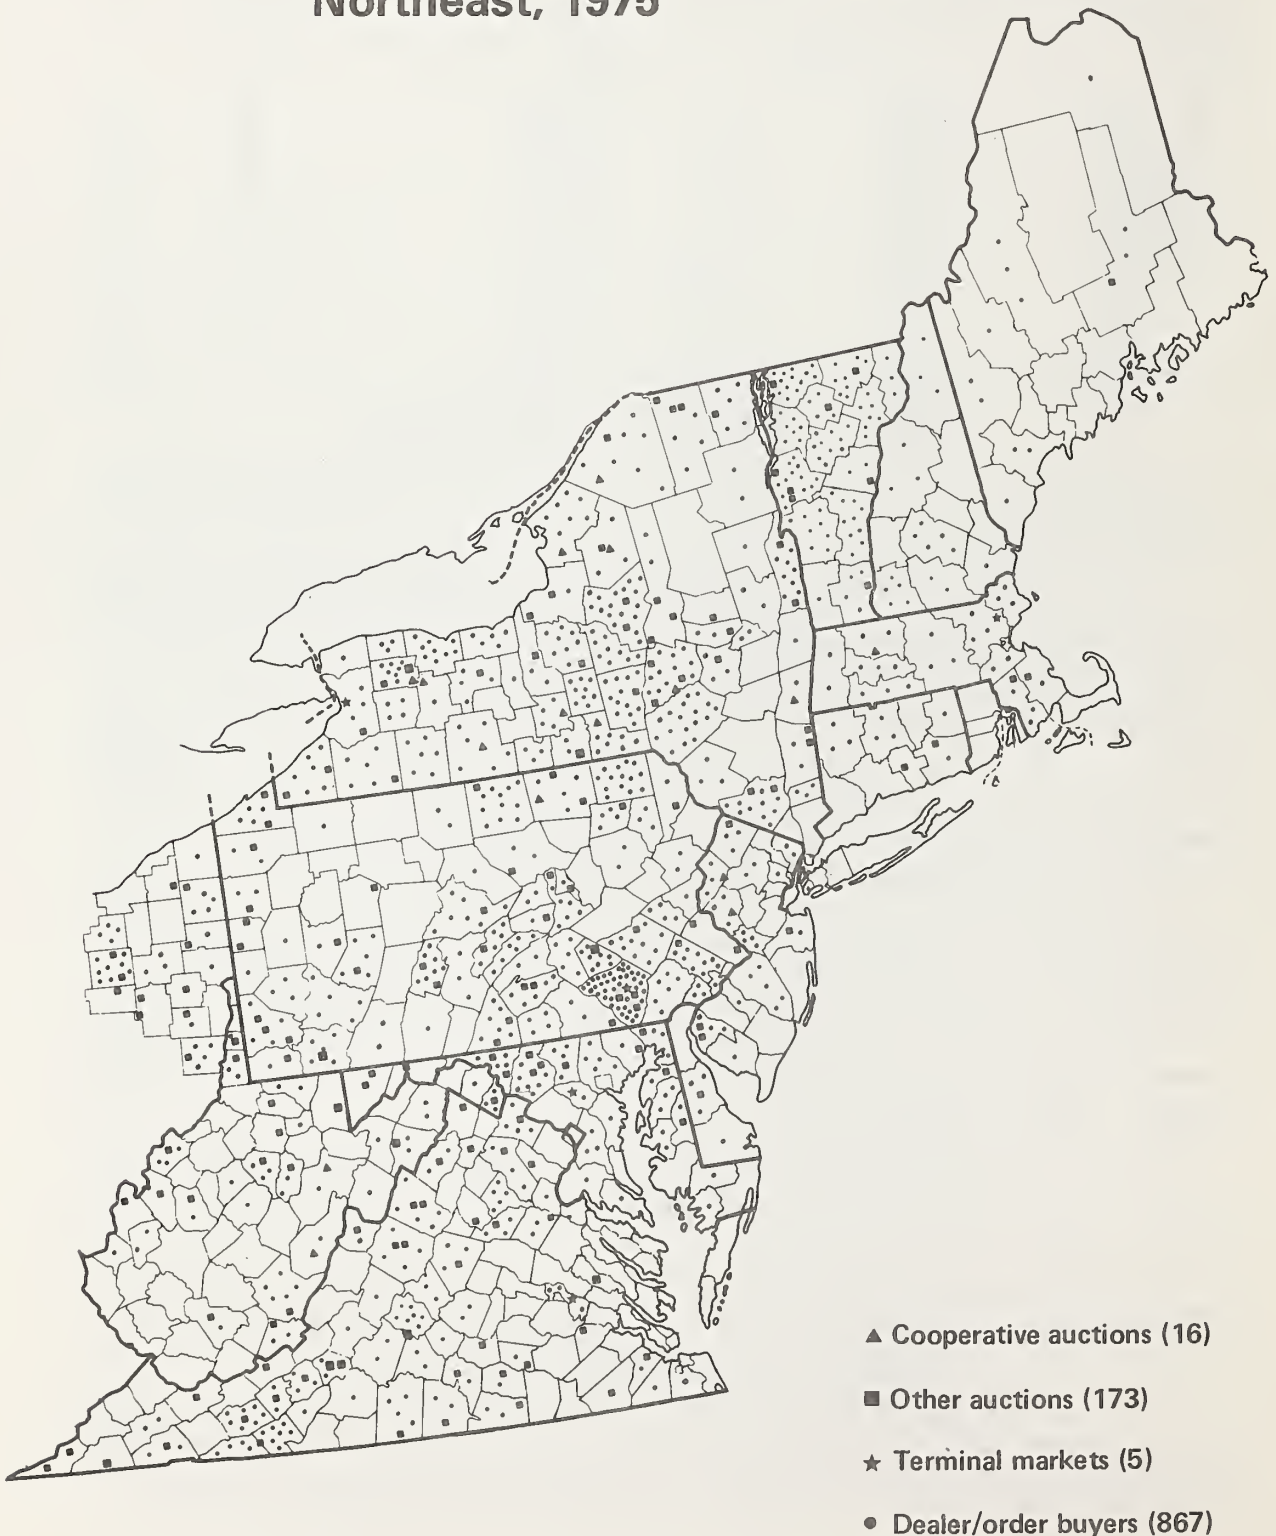 Northeast, 1975
▲ Cooperative auctions (16)
■ Other auctions (173)
★ Terminal markets (5)
● Dealer/order buyers (867)